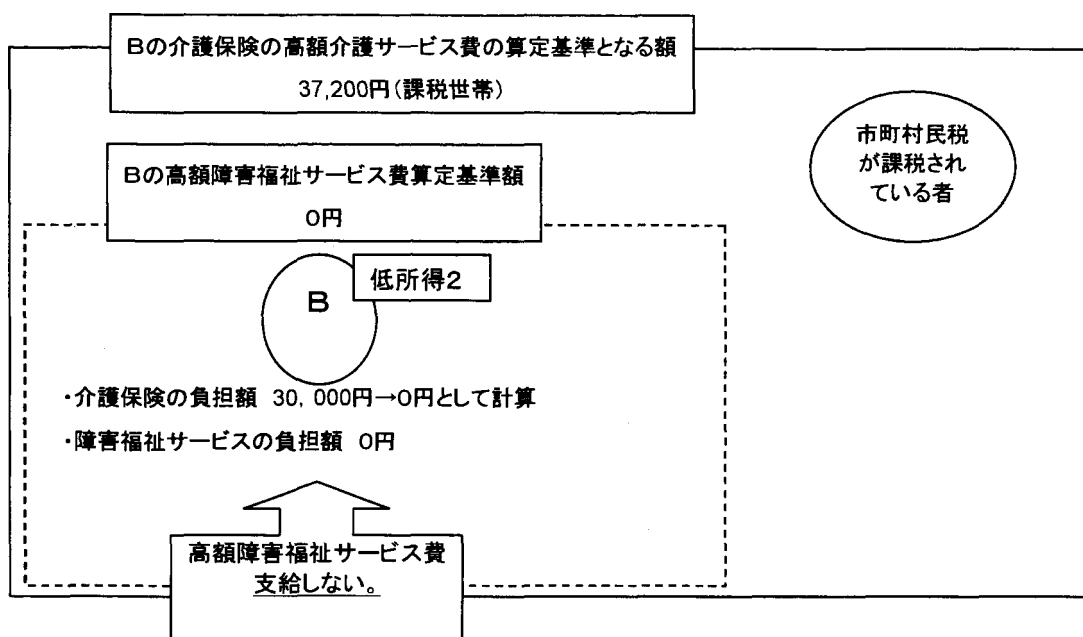 Bの介護保険の高額介護サービス費の算定基準となる額
37,200円(課税世帯)
市町村民税
が課税され
ている者
Bの高額障害福祉サービス費算定基準額
0円
低所得2
B
・介護保険の負担額 30,000円→0円として計算
・障害福祉サービスの負担額 0円
高額障害福祉サービス費
支給しない。